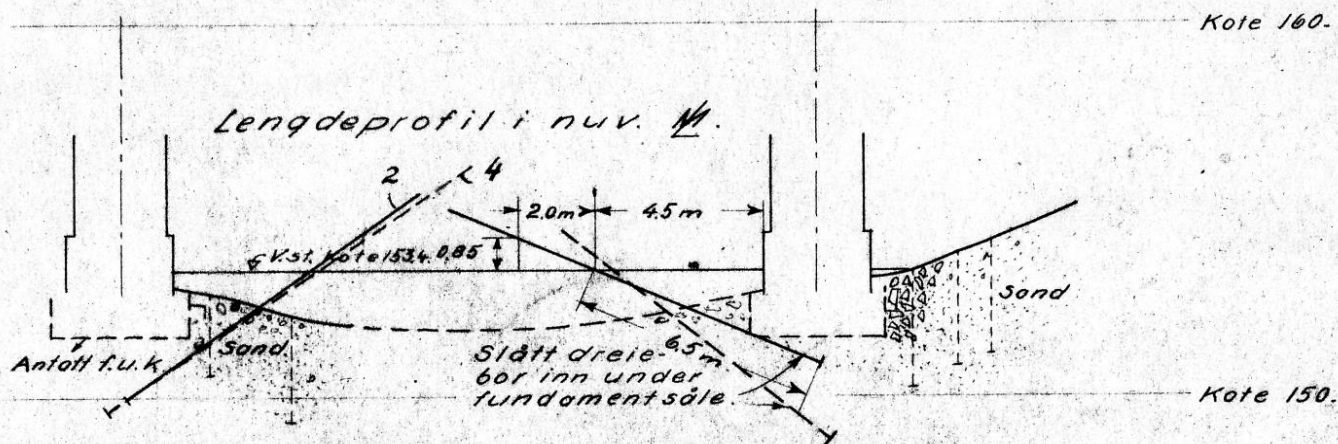 Kote 160.
Lengdeprofil i nuv.
2
4
2.0m
4.5m
V.st. kote 153.4.
0.85
Sand
Sand
Antatt f.u.k
6.5m
Slått dreie-
bor inn under
fundamentsåle.
Kote 150.